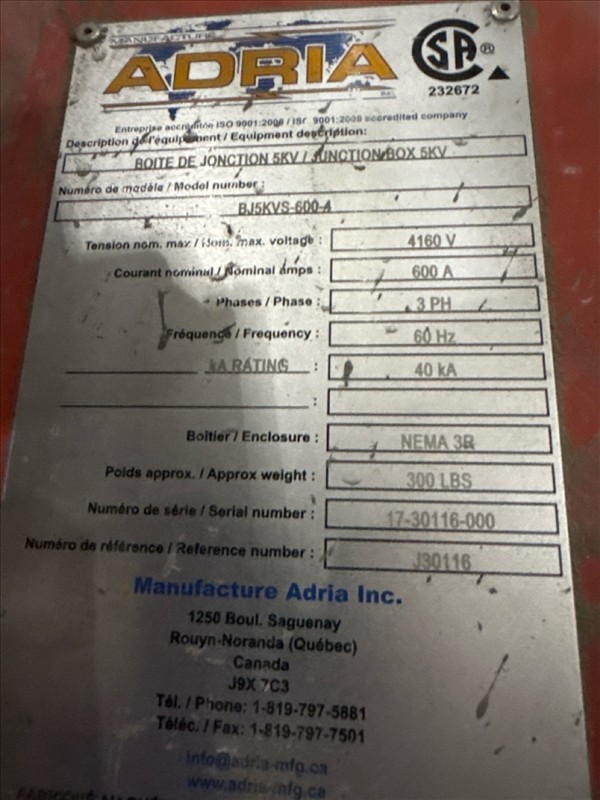 MANUFACTURE
ADRIA
CSA ®
232672
Entreprise accréditée ISO 9001:2008 / ISO 9001:2008 accredited company
Description de l'équipement / Equipment description:
BOITE DE JONCTION 5KV / JUNCTION BOX 5KV
Numéro de modèle / Model number :
BJ5KVS-600-4
Tension nom. max / Nom. max. voltage : 4160 V
Courant nominal / Nominal amps : 600 A
Phases / Phase : 3 PH
Fréquence / Frequency : 60 Hz
kA RATING : 40 kA
:
Boîtier / Enclosure : NEMA 3R
Poids approx. / Approx weight : 300 LBS
Numéro de série / Serial number : 17-30116-000
Numéro de référence / Reference number : J30116
Manufacture Adria Inc.
1250 Boul. Saguenay
Rouyn-Noranda (Québec)
Canada
J9X 7C3
Tél. / Phone: 1-819-797-5881
Téléc. / Fax: 1-819-797-7501
info@adria-mfg.ca
www.adria-mfg.ca